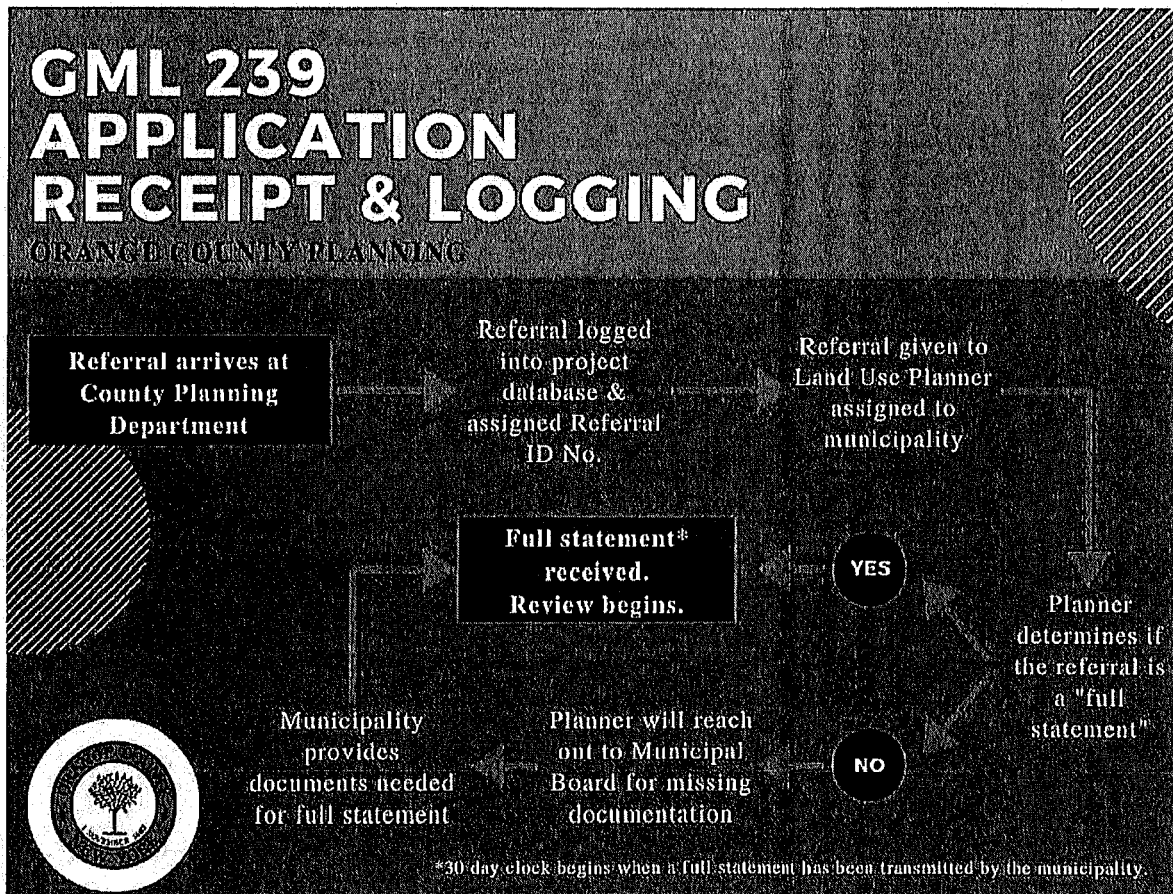 GML 239
APPLICATION
RECEIPT & LOGGING
ORANGE COUNTY PLANNING
Referral arrives at
County Planning
Department
Referral logged
into project
database &
assigned Referral
ID No.
Referral given to
Land Use Planner
assigned to
municipality
Planner
determines if
the referral is
a "full
statement"
YES
Full statement*
received.
Review begins.
NO
Planner will reach
out to Municipal
Board for missing
documentation
Municipality
provides
documents needed
for full statement
*30 day clock begins when a full statement has been transmitted by the municipality.